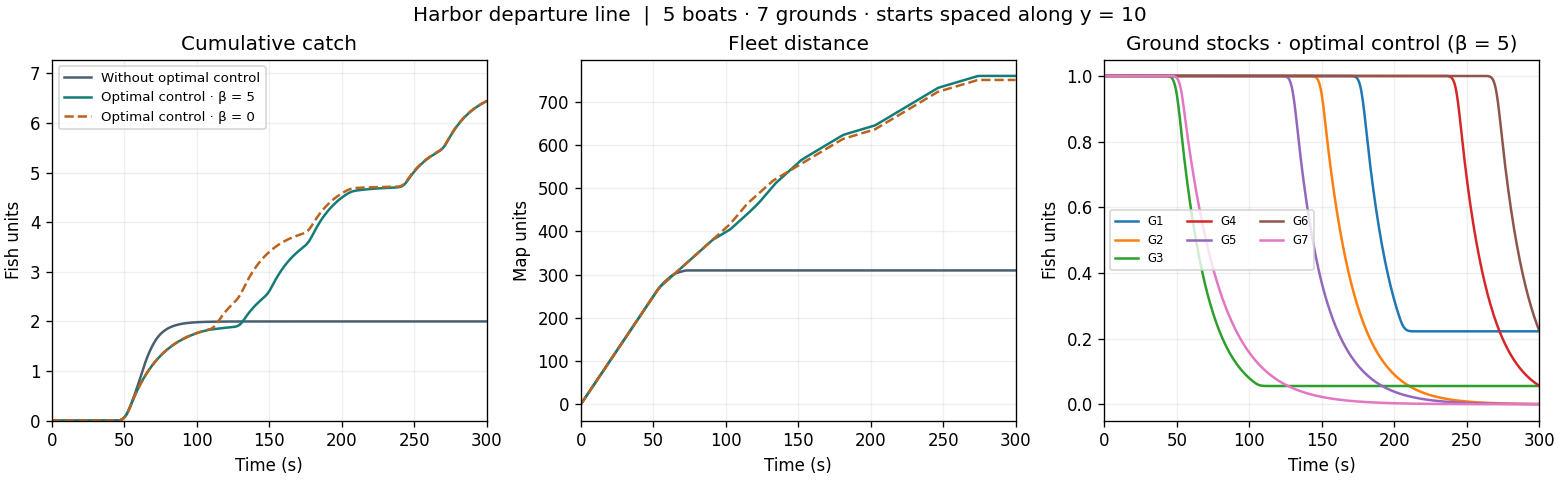 Harbor departure line | 5 boats · 7 grounds · starts spaced along y = 10
Cumulative catch
Fish units
7
6
5
4
3
2
1
0
Without optimal control
Optimal control · β = 5
Optimal control · β = 0
0 50 100 150 200 250 300
Time (s)
Fleet distance
Map units
700
600
500
400
300
200
100
0
0 50 100 150 200 250 300
Time (s)
Ground stocks · optimal control (β = 5)
Fish units
1.0
0.8
0.6
0.4
0.2
0.0
G1 G4 G6
G2 G5 G7
G3
0 50 100 150 200 250 300
Time (s)